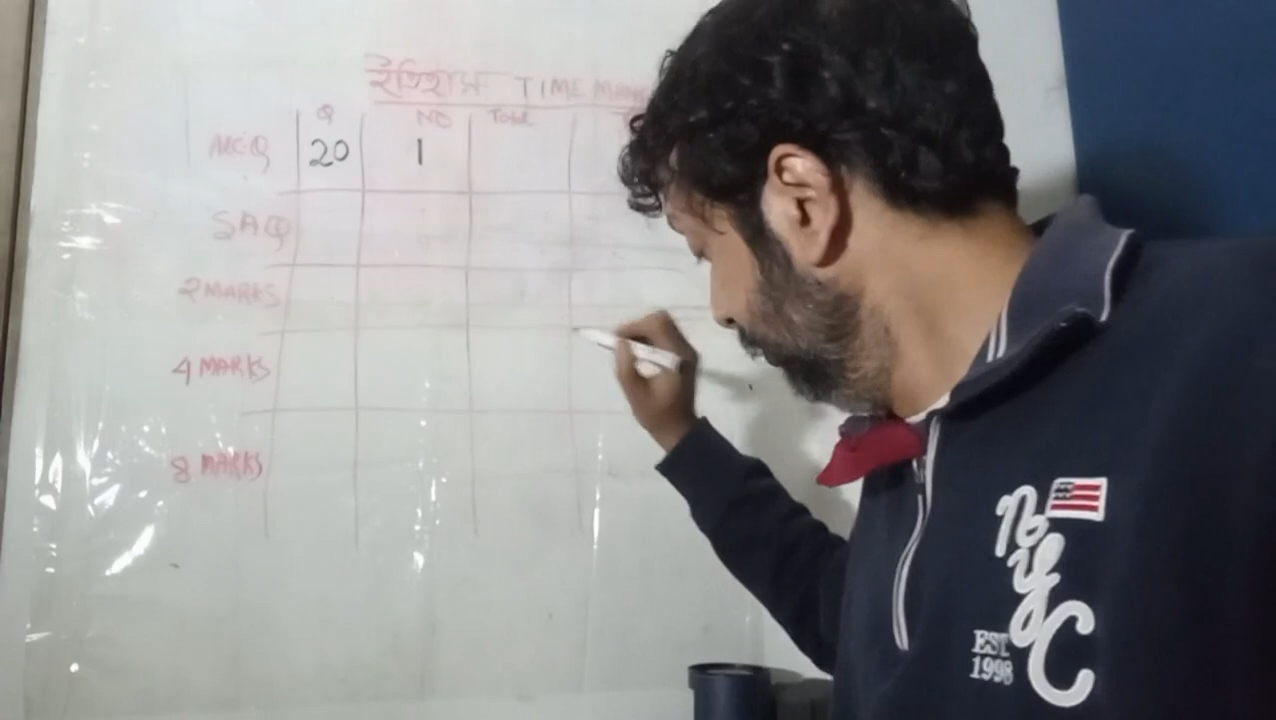 ইতিহাস TIME
Q NO Total
MCQ 20 1
SAQ
2 MARKS
4 MARKS
8 MARKS
NYC
EST
1998